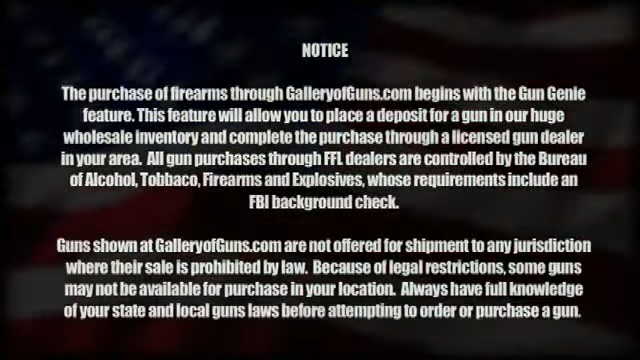 NOTICE
The purchase of firearms through GalleryofGuns.com begins with the Gun Genie
feature. This feature will allow you to place a deposit for a gun in our huge
wholesale inventory and complete the purchase through a licensed gun dealer
in your area. All gun purchases through FFL dealers are controlled by the Bureau
of Alcohol, Tobbaco, Firearms and Explosives, whose requirements include an
FBI background check.
Guns shown at GalleryofGuns.com are not offered for shipment to any jurisdiction
where their sale is prohibited by law. Because of legal restrictions, some guns
may not be available for purchase in your location. Always have full knowledge
of your state and local guns laws before attempting to order or purchase a gun.